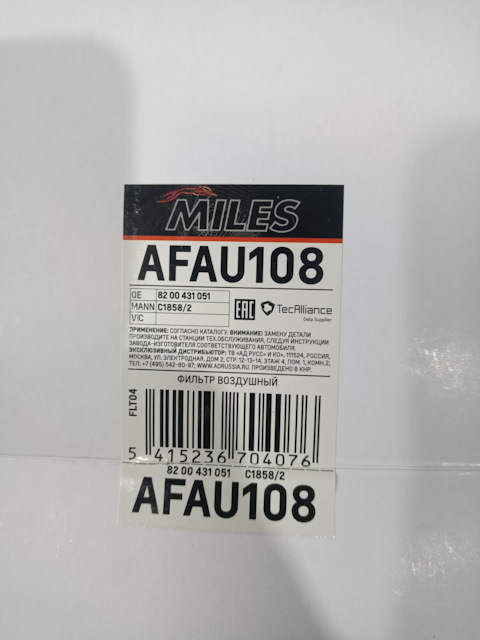 MILES
AFAU108
OE 82 00 431 051
MANN C1858/2
VIC
EAC TecAlliance
Data Supplier
ПРИМЕНЕНИЕ: СОГЛАСНО КАТАЛОГУ. ВНИМАНИЕ! ЗАМЕНУ ДЕТАЛИ
ПРОИЗВОДИТЕ НА СТАНЦИИ ТЕХ.ОБСЛУЖИВАНИЯ, СЛЕДУЯ ИНСТРУКЦИИ
ЗАВОДА-ИЗГОТОВИТЕЛЯ СООТВЕТСТВУЮЩЕГО АВТОМОБИЛЯ.
ЭКСКЛЮЗИВНЫЙ ДИСТРИБЬЮТОР: ТВ «АД РУСС» И КО», 111524, РОССИЯ,
МОСКВА, УЛ. ЭЛЕКТРОДНАЯ, ДОМ 2, СТР. 12-13-14, ЭТАЖ 4, ПОМ. 1, КОМН.2;
ТЕЛ: +7 (495) 542-80-97; WWW.ADRUSSIA.RU. ПРОИЗВЕДЕНО В КНР.
ФИЛЬТР ВОЗДУШНЫЙ
FLT04
5 415236 704076
82 00 431 051 C1858/2
AFAU108